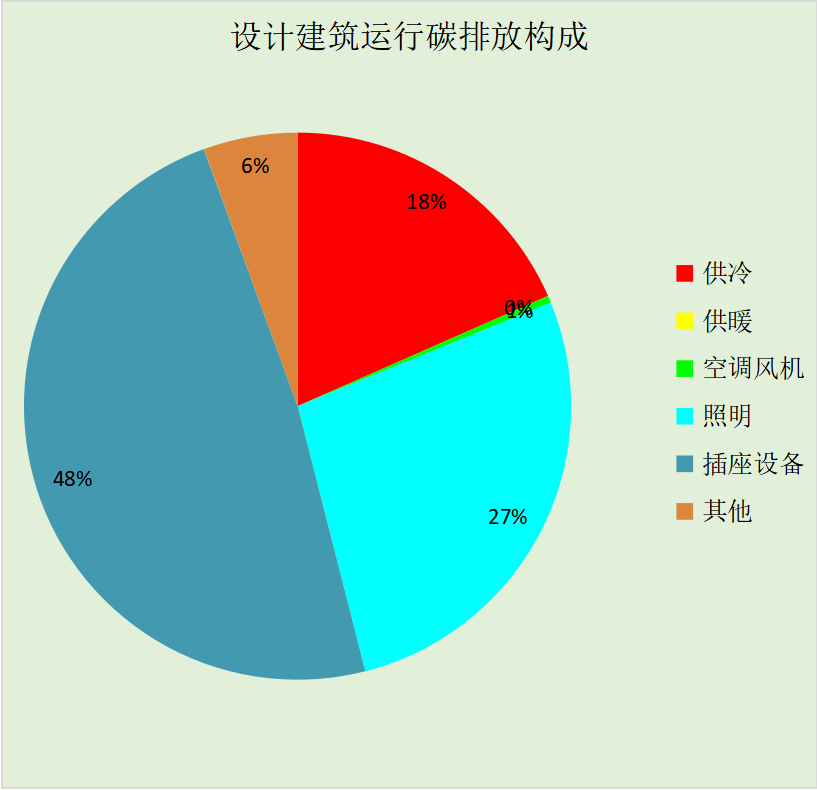 设计建筑运行碳排放构成
6%
18%
0%
1%
48%
27%
供冷
供暖
空调风机
照明
插座设备
其他